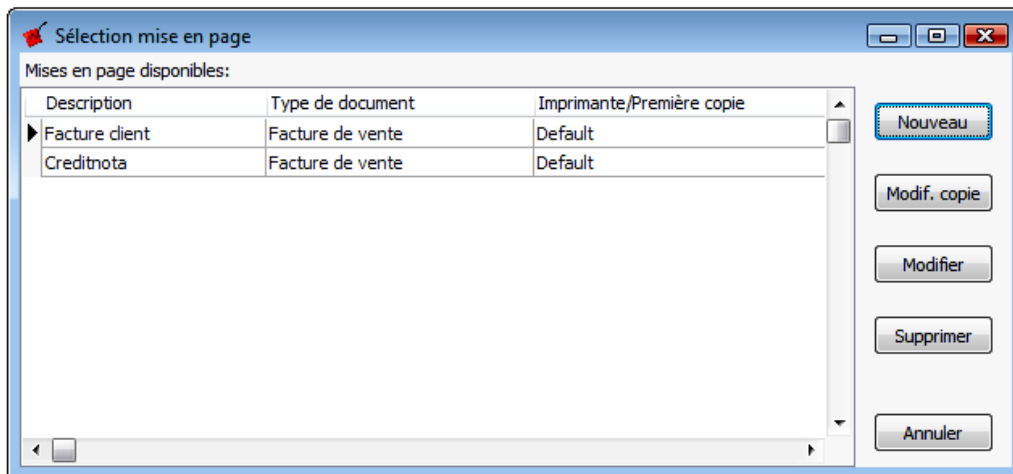 Sélection mise en page
Mises en page disponibles:
Description Type de document Imprimante/Première copie
Facture client Facture de vente Default
Creditnota Facture de vente Default
Nouveau
Modif. copie
Modifier
Supprimer
Annuler